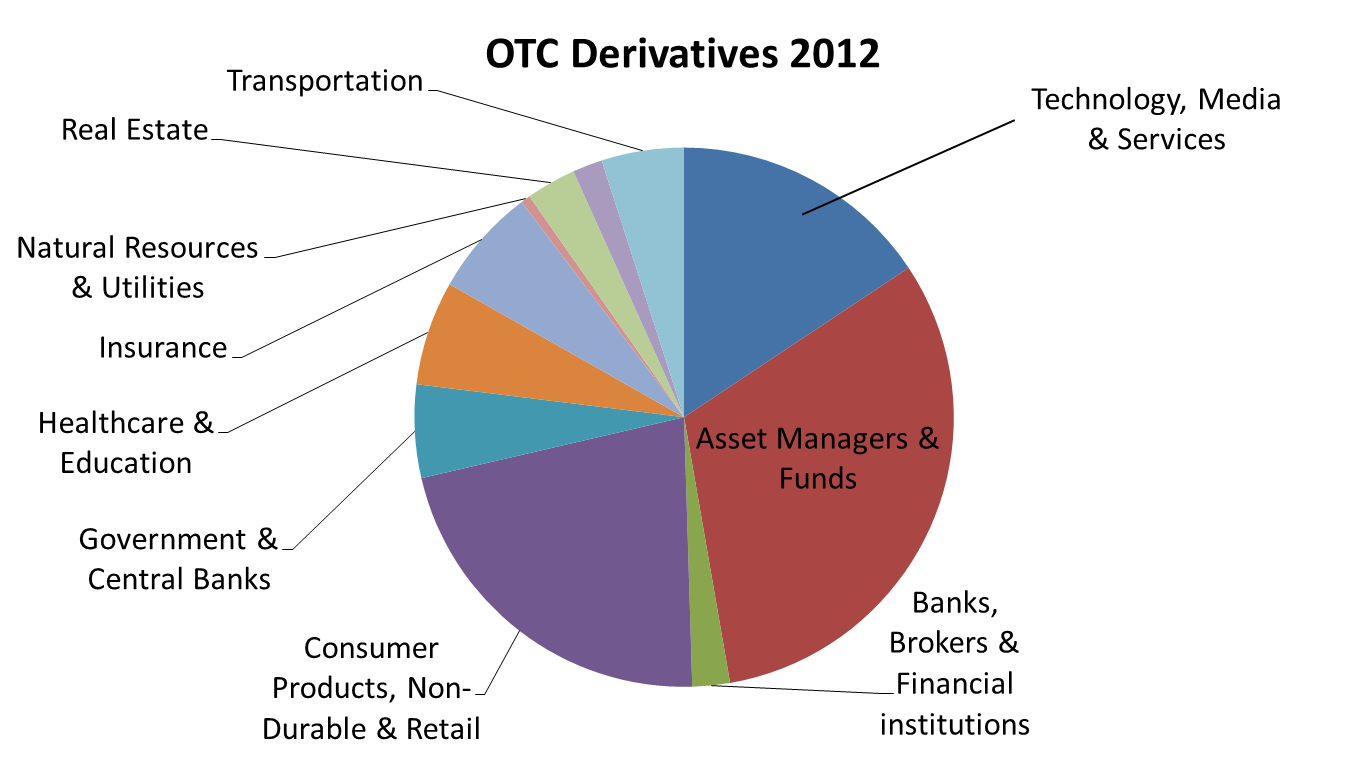 OTC Derivatives 2012
Transportation
Technology, Media
& Services
Real Estate
Natural Resources
& Utilities
Insurance
Healthcare &
Education
Asset Managers &
Funds
Government &
Central Banks
Banks,
Brokers &
Financial
institutions
Consumer
Products, Non-
Durable & Retail